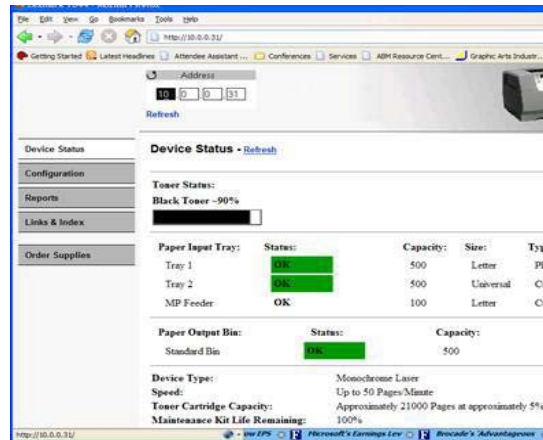 File Edit View Go Bookmarks Tools Help
http://10.0.0.31/
Getting Started Latest Headlines Attendee Assistant ... Conferences Services ABM Resource Cent... Graphic Arts Industr...
Address
10 . 0 . 0 . 31
Refresh
Device Status
Configuration
Reports
Links & Index
Order Supplies
Device Status - Refresh
Toner Status:
Black Toner ~90%
Paper Input Tray: Status: Capacity: Size: Typ
Tray 1 OK 500 Letter Pl
Tray 2 OK 500 Universal C
MP Feeder OK 100 Letter C
Paper Output Bin: Status: Capacity:
Standard Bin OK 500
Device Type: Monochrome Laser
Speed: Up to 50 Pages/Minute
Toner Cartridge Capacity: Approximately 21000 Pages at approximately 5%
Maintenance Kit Life Remaining: 100%
http://10.0.0.31/ Microsoft's Earnings Lev Brocade's 'Advantageous